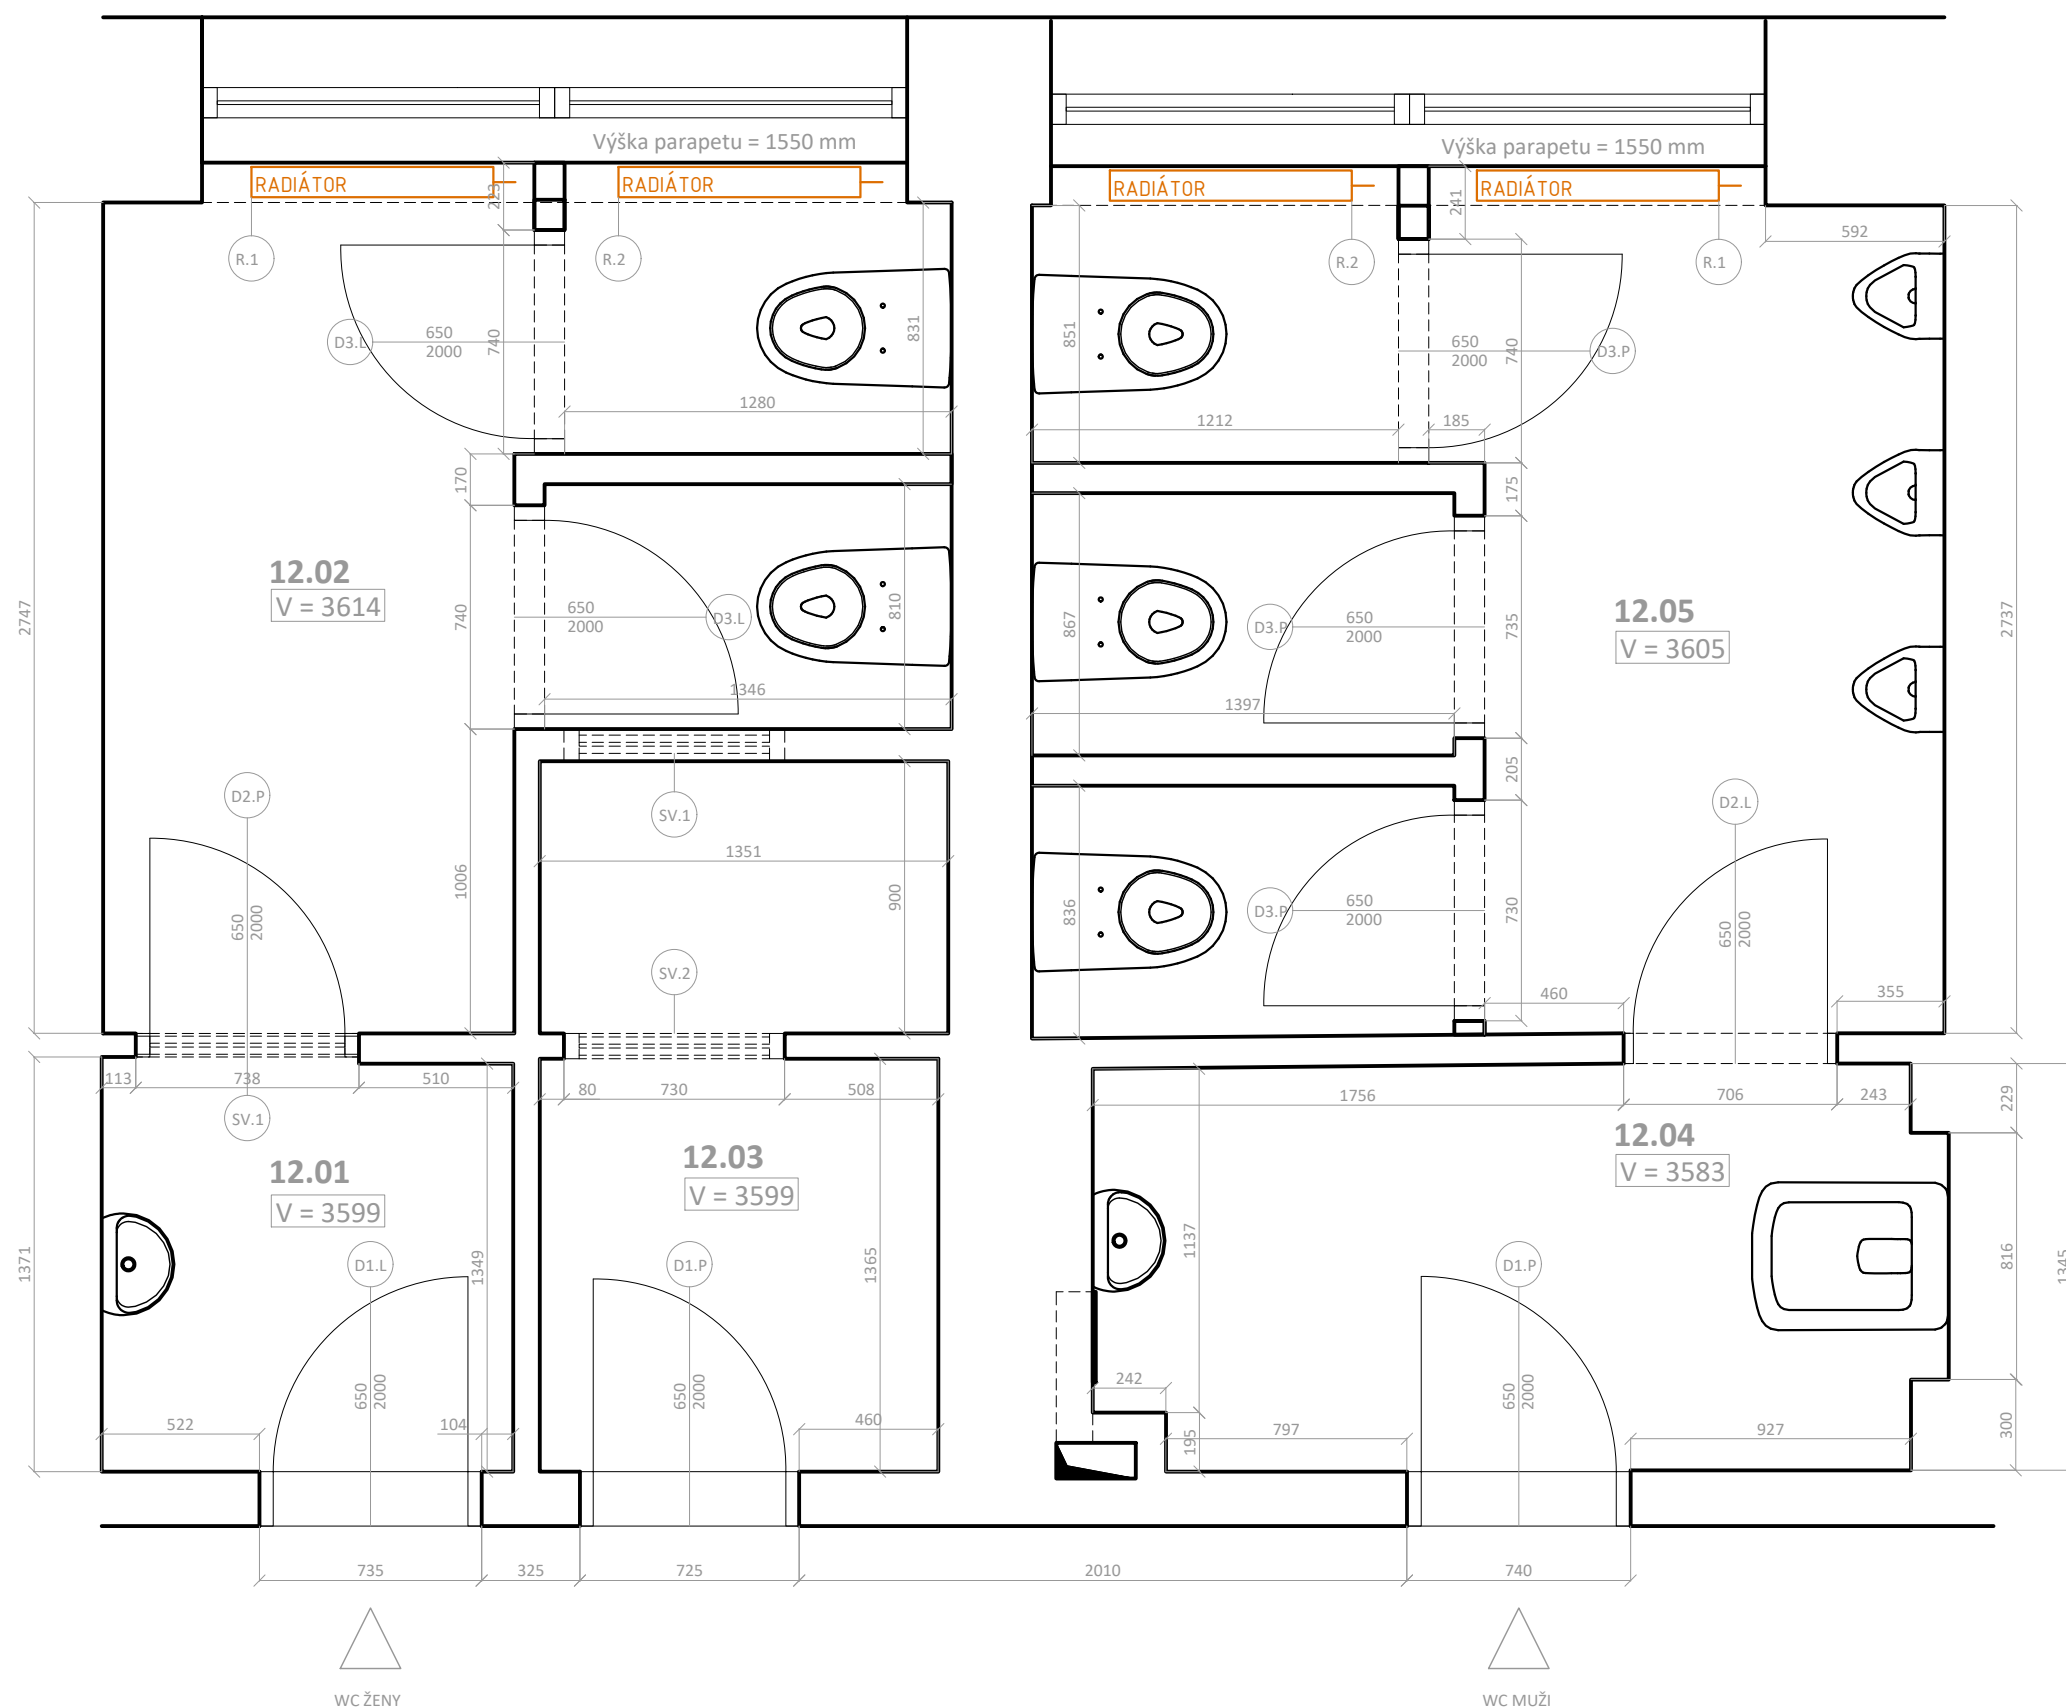 Výška parapetu = 1550 mm
Výška parapetu = 1550 mm
RADIÁTOR
RADIÁTOR
RADIÁTOR
RADIÁTOR
223
241
592
R.1
R.2
R.2
R.1
D3.L
650
2000
740
831
851
650
2000
740
D3.P
1280
1212
185
170
175
12.02
V = 3614
2747
740
650
2000
D3.L
810
867
D3.P
650
2000
735
12.05
V = 3605
2737
1346
1397
205
D2.P
SV.1
D2.L
1351
1006
900
836
650
2000
D3.P
650
2000
730
650
2000
SV.2
460
355
113
738
510
80
730
508
1756
706
243
229
SV.1
12.01
V = 3599
12.03
V = 3599
12.04
V = 3583
1371
D1.L
1349
D1.P
1365
1137
D1.P
816
1345
650
2000
650
2000
242
650
2000
522
104
460
195
797
927
300
735
325
725
2010
740
WC ŽENY
WC MUŽI